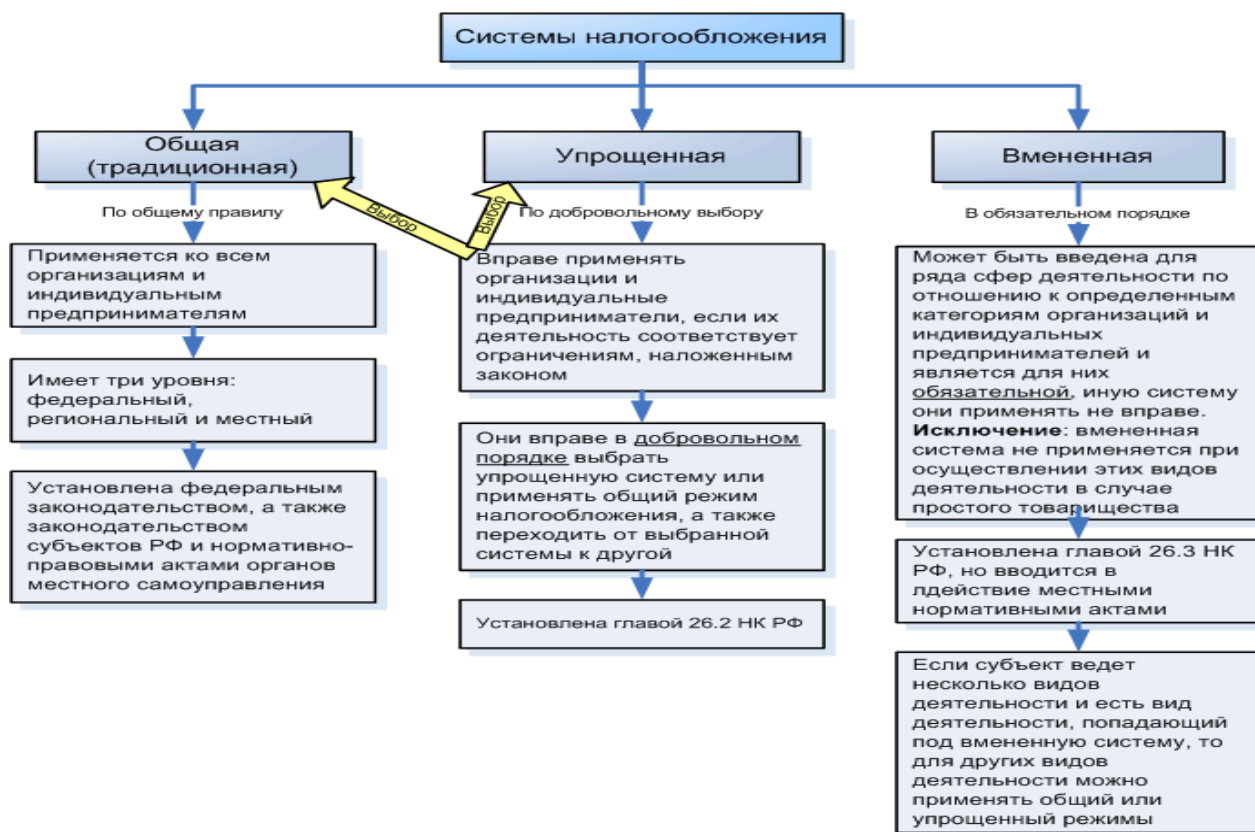 Системы налогообложения
Общая
(традиционная)
По общему правилу
Применяется ко всем
организациям и
индивидуальным
предпринимателям
Имеет три уровня:
федеральный,
региональный и местный
Установлена федеральным
законодательством, а также
законодательством
субъектов РФ и нормативно-
правовыми актами органов
местного самоуправления
Выбор
Выбор
Упрощенная
По добровольному выбору
Вправе применять
организации и
индивидуальные
предприниматели, если их
деятельность соответствует
ограничениям, наложенным
законом
Они вправе в добровольном
порядке выбрать
упрощенную систему или
применять общий режим
налогообложения, а также
переходить от выбранной
системы к другой
Установлена главой 26.2 НК РФ
Вмененная
В обязательном порядке
Может быть введена для
ряда сфер деятельности по
отношению к определенным
категориям организаций и
индивидуальных
предпринимателей и
является для них
обязательной, иную систему
они применять не вправе.
Исключение: вмененная
система не применяется при
осуществлении этих видов
деятельности в случае
простого товарищества
Установлена главой 26.3 НК
РФ, но вводится в
лдействие местными
нормативными актами
Если субъект ведет
несколько видов
деятельности и есть вид
деятельности, попадающий
под вмененную систему, то
для других видов
деятельности можно
применять общий или
упрощенный режимы